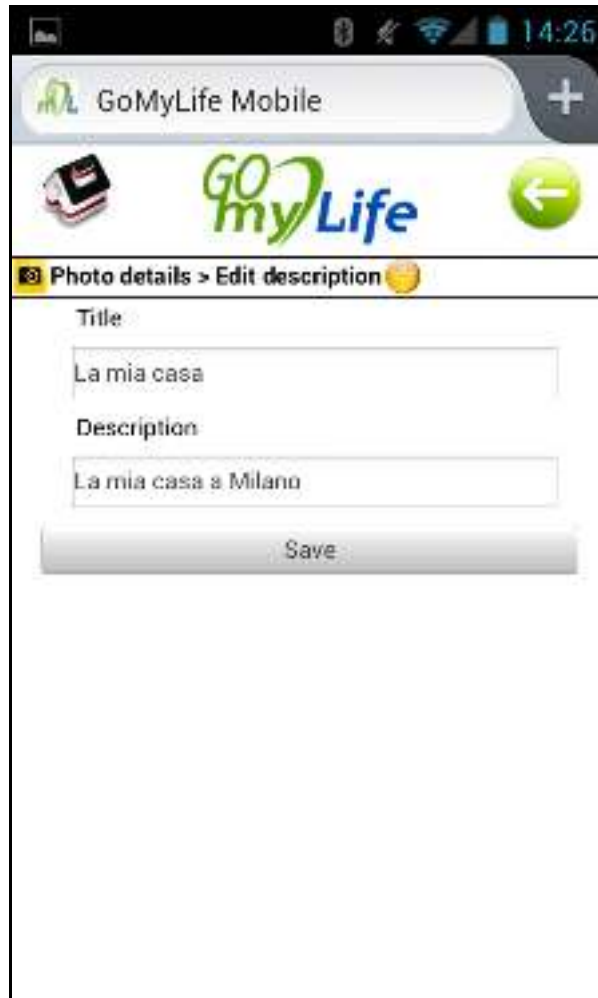 14:26
GoMyLife Mobile
GO
my Life
Photo details > Edit description
Title
La mia casa
Description
La mia casa a Milano
Save